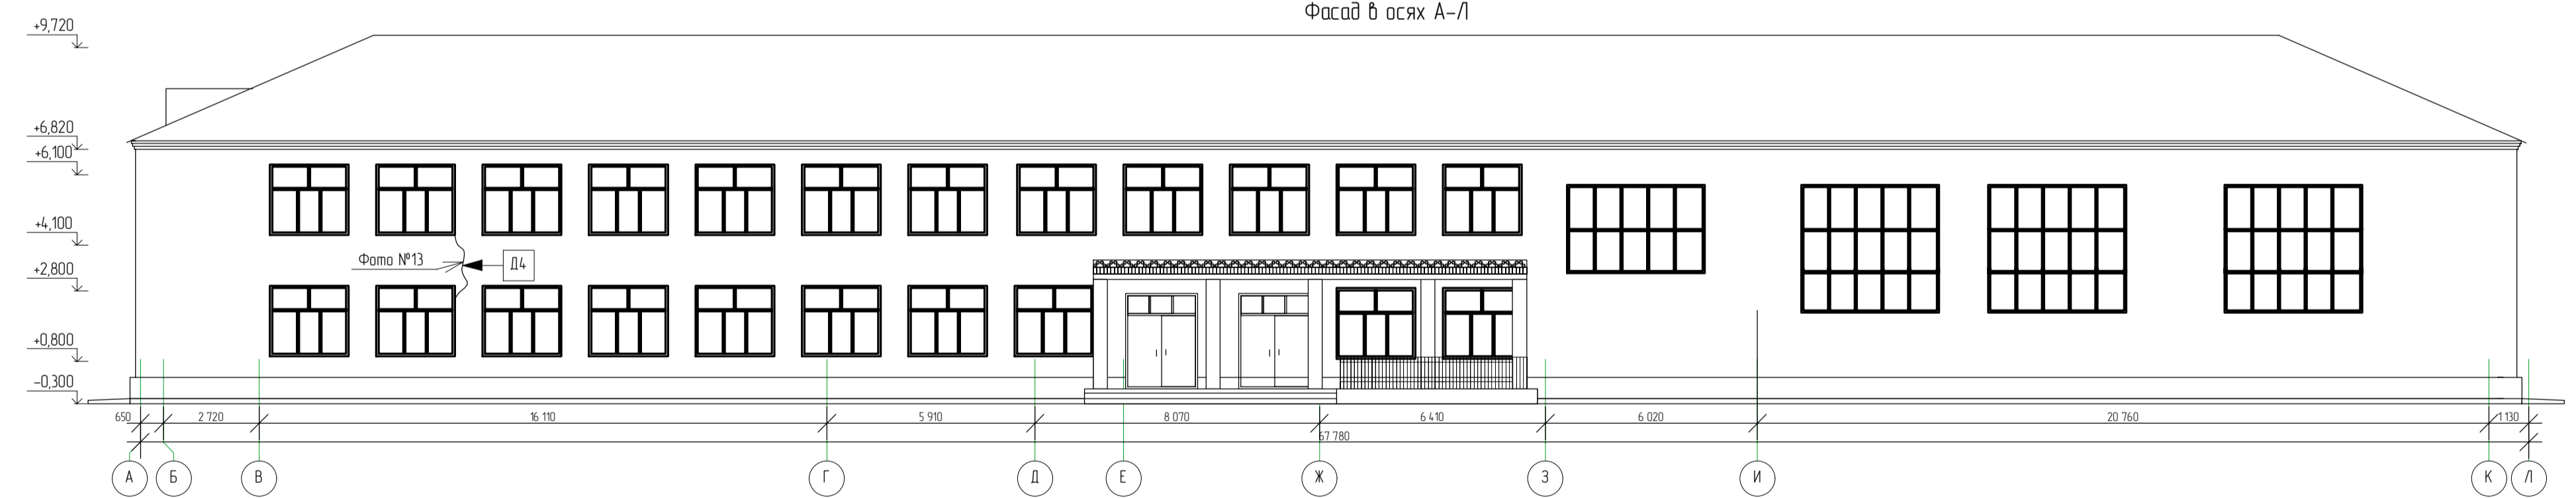 Фасад в осях А-Л
+9,720
+6,820
+6,100
+4,100
Фото №13
Д4
+2,800
+0,800
-0,300
650 2 720 16 110 5 910 8 070 6 410 6 020 20 760 1 130
67 780
А Б В Г Д Е Ж З И К Л